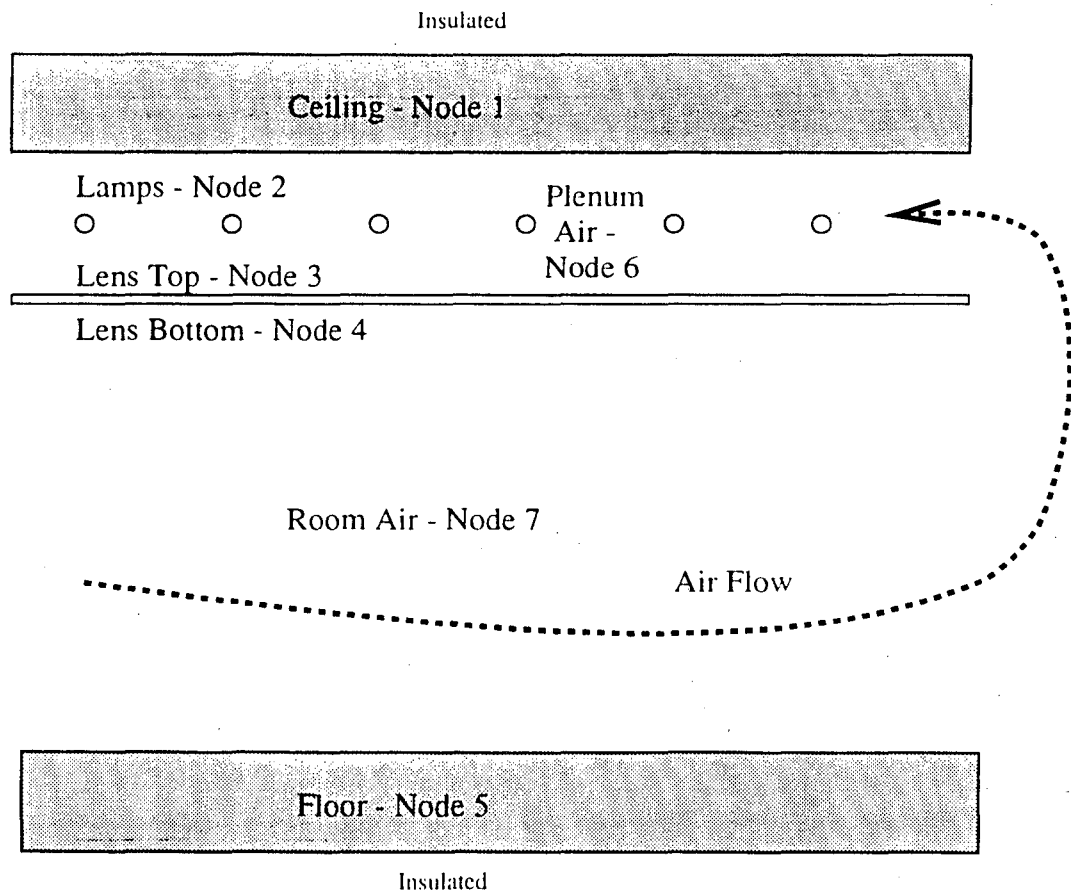 Insulated
Ceiling - Node 1
Lamps - Node 2
Plenum
Air -
Node 6
Lens Top - Node 3
Lens Bottom - Node 4
Room Air - Node 7
Air Flow
Floor - Node 5
Insulated